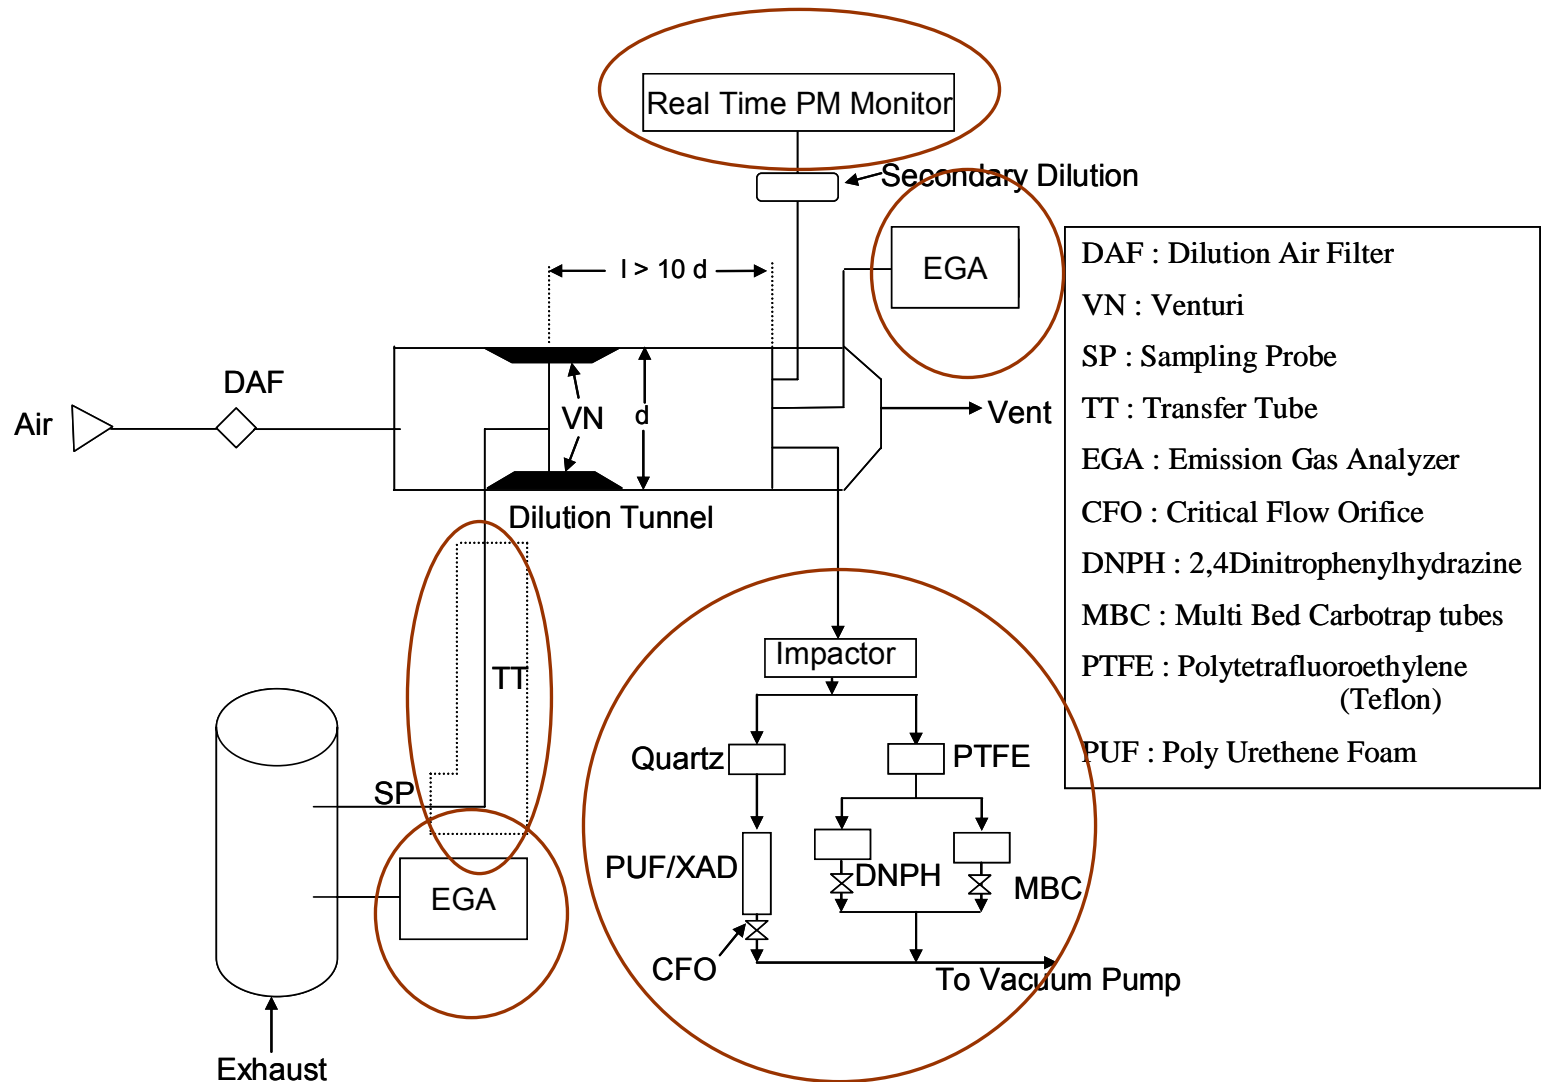 Real Time PM Monitor
Secondary Dilution
EGA
l > 10 d
DAF
Air
VN
d
Vent
Dilution Tunnel
TT
SP
EGA
Exhaust
Impactor
Quartz
PTFE
PUF/XAD
DNPH
MBC
CFO
To Vacuum Pump
DAF : Dilution Air Filter
VN : Venturi
SP : Sampling Probe
TT : Transfer Tube
EGA : Emission Gas Analyzer
CFO : Critical Flow Orifice
DNPH : 2,4Dinitrophenylhydrazine
MBC : Multi Bed Carbotrap tubes
PTFE : Polytetrafluoroethylene
(Teflon)
PUF : Poly Urethene Foam